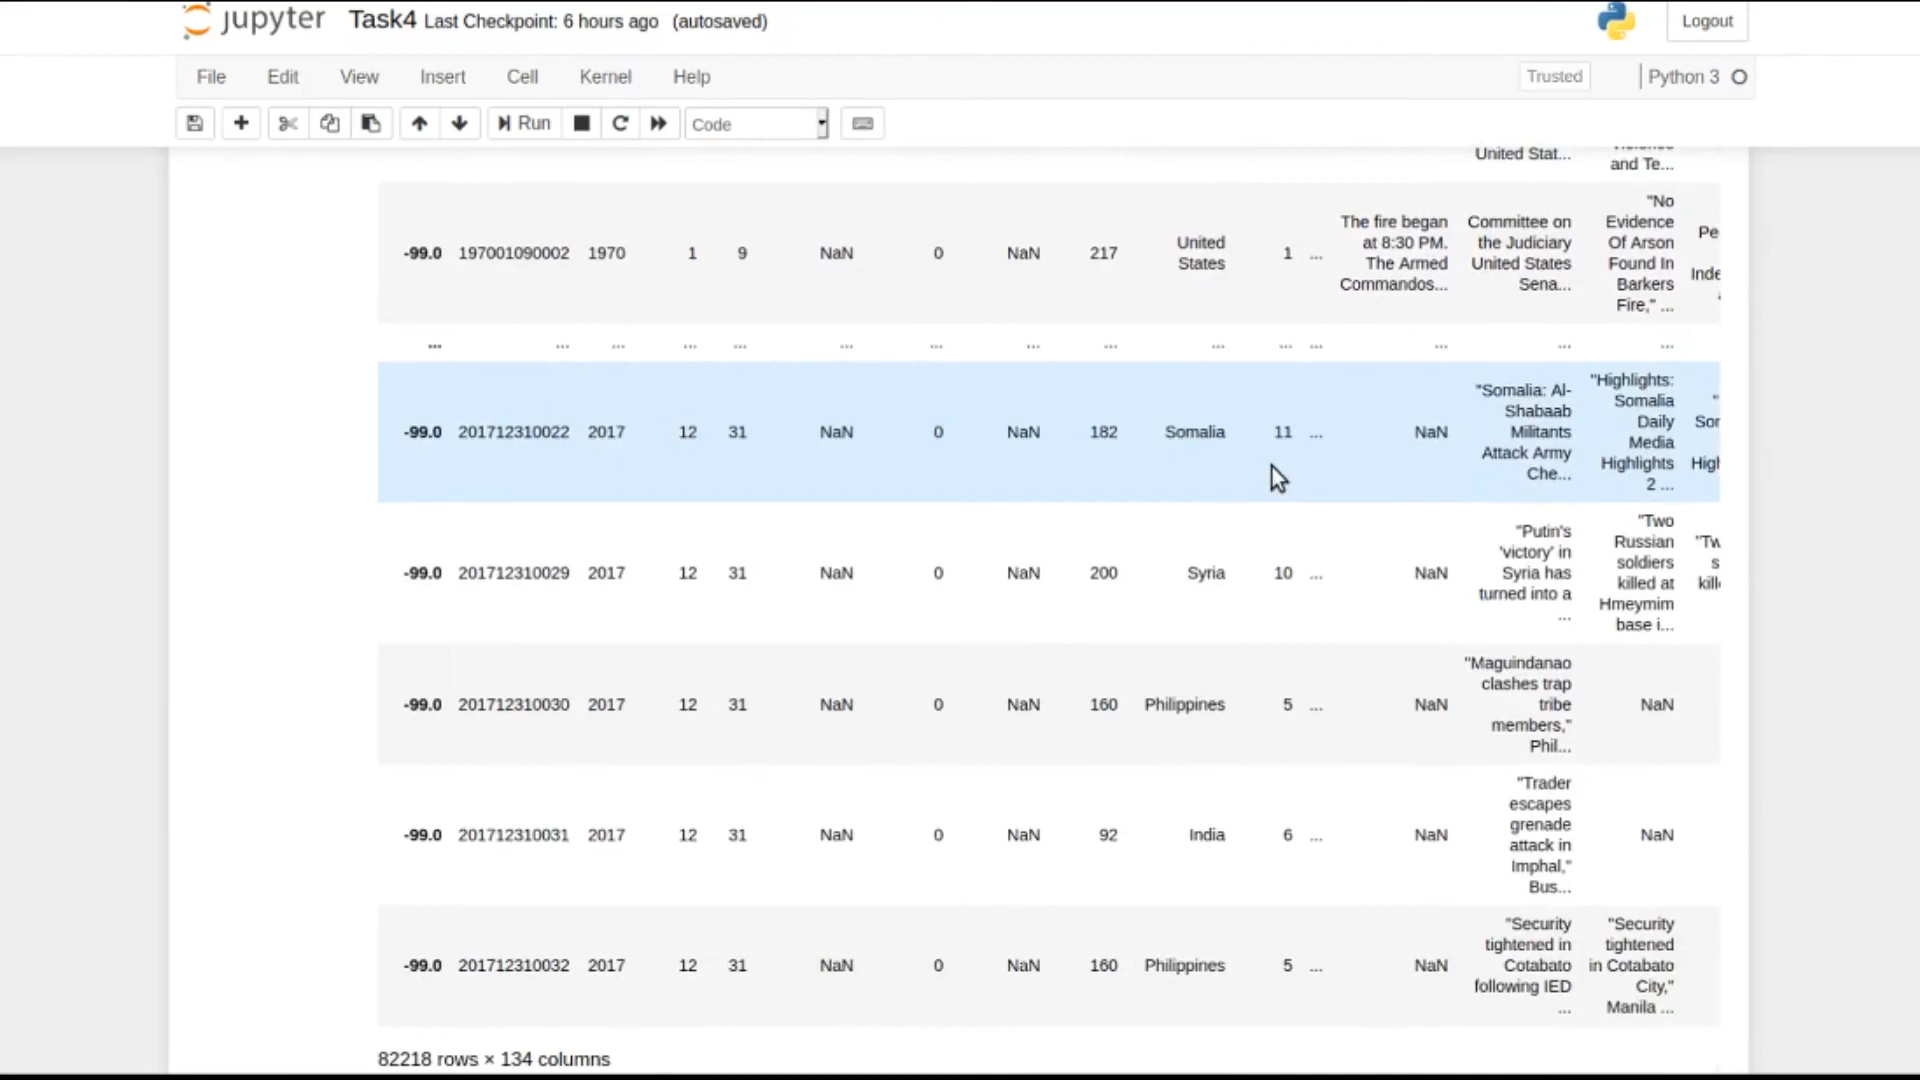 jupyter Task4 Last Checkpoint: 6 hours ago (autosaved) Logout
File Edit View Insert Cell Kernel Help Trusted Python 3
Run Code
United Stat...
and Te...
-99.0 197001090002 1970 1 9 NaN 0 NaN 217 United States 1 ... The fire began at 8:30 PM. The Armed Commandos... Committee on the Judiciary United States Sena... "No Evidence Of Arson Found In Barkers Fire," ... Pe Inde
... ... ... ... ... ... ... ... ... ... ... ... ... ... ...
-99.0 201712310022 2017 12 31 NaN 0 NaN 182 Somalia 11 ... NaN "Somalia: Al-Shabaab Militants Attack Army Che... "Highlights: Somalia Daily Media Highlights 2 ... " Sor High
-99.0 201712310029 2017 12 31 NaN 0 NaN 200 Syria 10 ... NaN "Putin's 'victory' in Syria has turned into a ... "Two Russian soldiers killed at Hmeymim base i... "Tw s kill
-99.0 201712310030 2017 12 31 NaN 0 NaN 160 Philippines 5 ... NaN "Maguindanao clashes trap tribe members," Phil... NaN
-99.0 201712310031 2017 12 31 NaN 0 NaN 92 India 6 ... NaN "Trader escapes grenade attack in Imphal," Bus... NaN
-99.0 201712310032 2017 12 31 NaN 0 NaN 160 Philippines 5 ... NaN "Security tightened in Cotabato following IED ... "Security tightened in Cotabato City," Manila ...
82218 rows × 134 columns